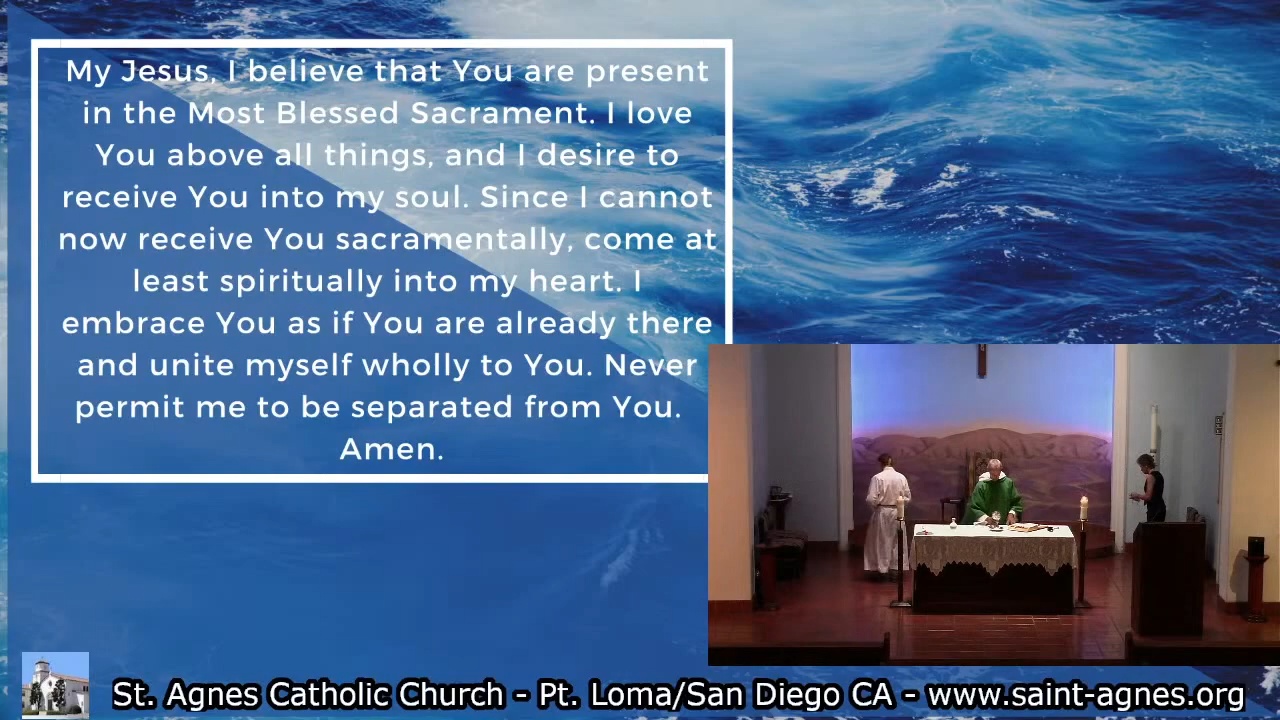 My Jesus, I believe that You are present
in the Most Blessed Sacrament. I love
You above all things, and I desire to
receive You into my soul. Since I cannot
now receive You sacramentally, come at
least spiritually into my heart. I
embrace You as if You are already there
and unite myself wholly to You. Never
permit me to be separated from You.
Amen.
St. Agnes Catholic Church - Pt. Loma/San Diego CA - www.saint-agnes.org